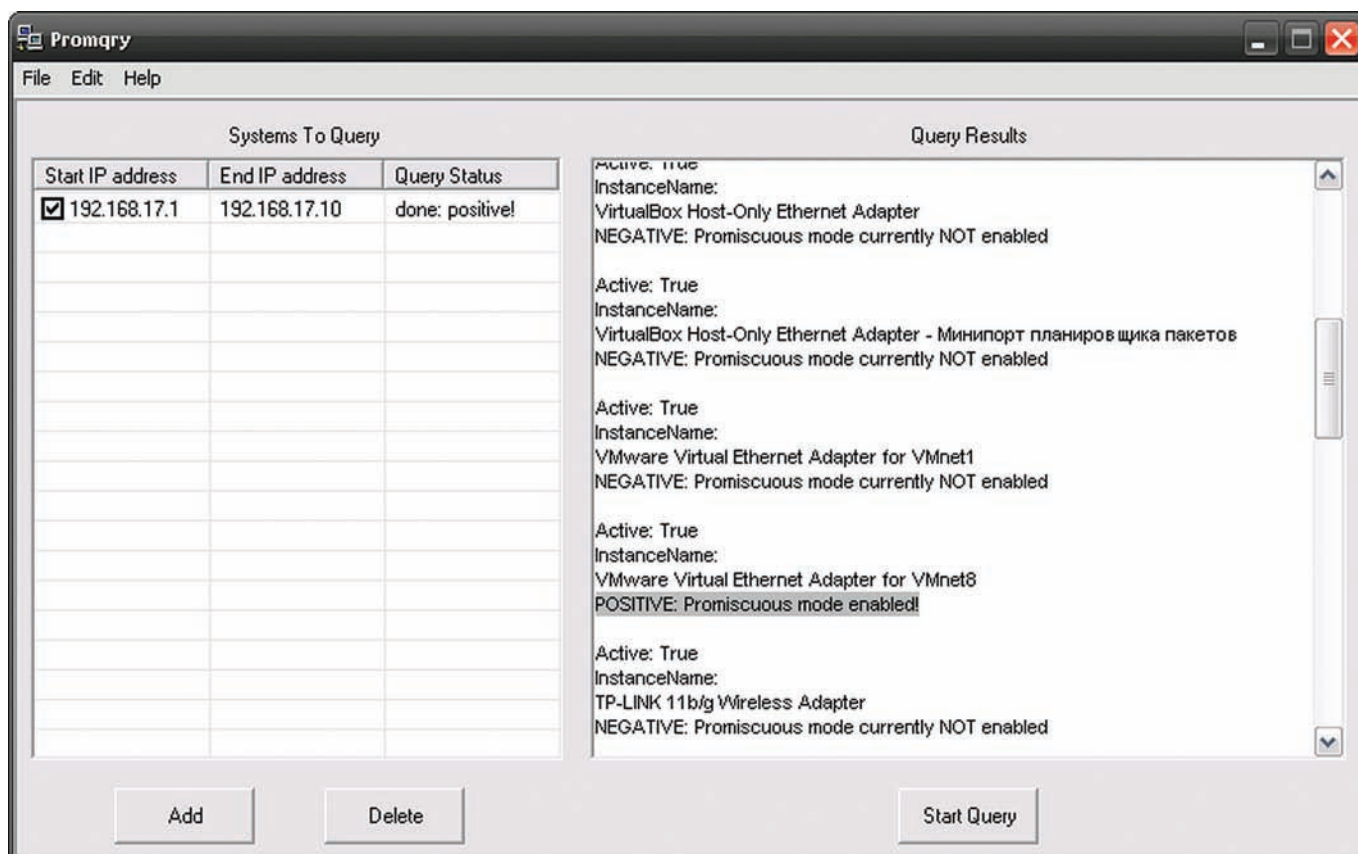 Promqry
File Edit Help
Systems To Query
Start IP address End IP address Query Status
192.168.17.1 192.168.17.10 done: positive!
Add Delete
Query Results
Active: True
InstanceName:
VirtualBox Host-Only Ethernet Adapter
NEGATIVE: Promiscuous mode currently NOT enabled
Active: True
InstanceName:
VirtualBox Host-Only Ethernet Adapter - Минипорт планировщика пакетов
NEGATIVE: Promiscuous mode currently NOT enabled
Active: True
InstanceName:
VMware Virtual Ethernet Adapter for VMnet1
NEGATIVE: Promiscuous mode currently NOT enabled
Active: True
InstanceName:
VMware Virtual Ethernet Adapter for VMnet8
POSITIVE: Promiscuous mode enabled!
Active: True
InstanceName:
TP-LINK 11b/g Wireless Adapter
NEGATIVE: Promiscuous mode currently NOT enabled
Start Query